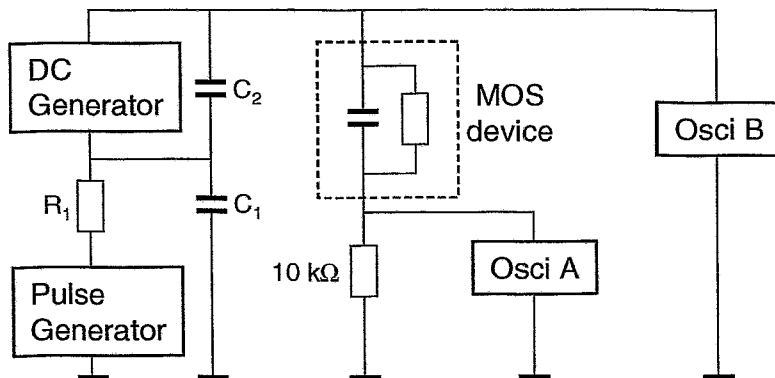 DC
Generator
C₂
MOS
device
Osci B
R₁
C₁
10 kΩ
Osci A
Pulse
Generator